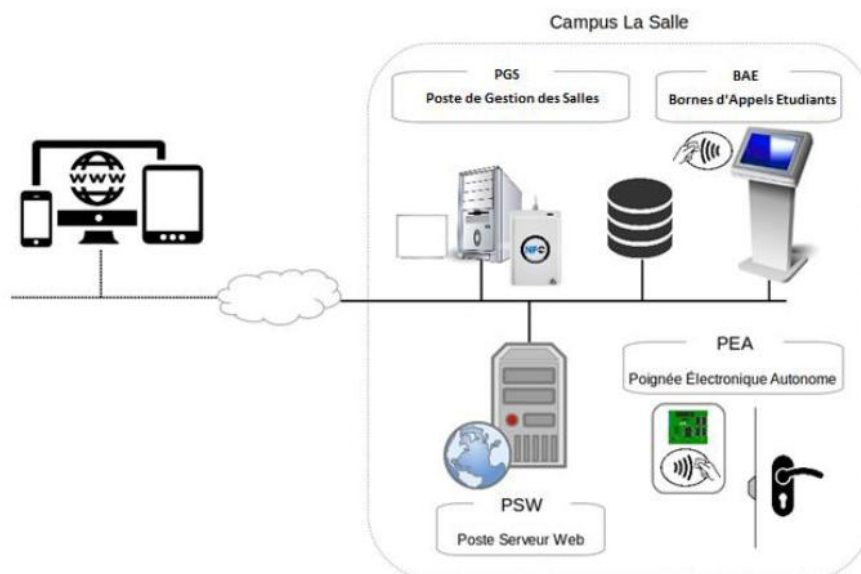 Campus La Salle
PGS
Poste de Gestion des Salles
BAE
Bornes d'Appels Etudiants
WWW
PEA
Poignée Électronique Autonome
PSW
Poste Serveur Web